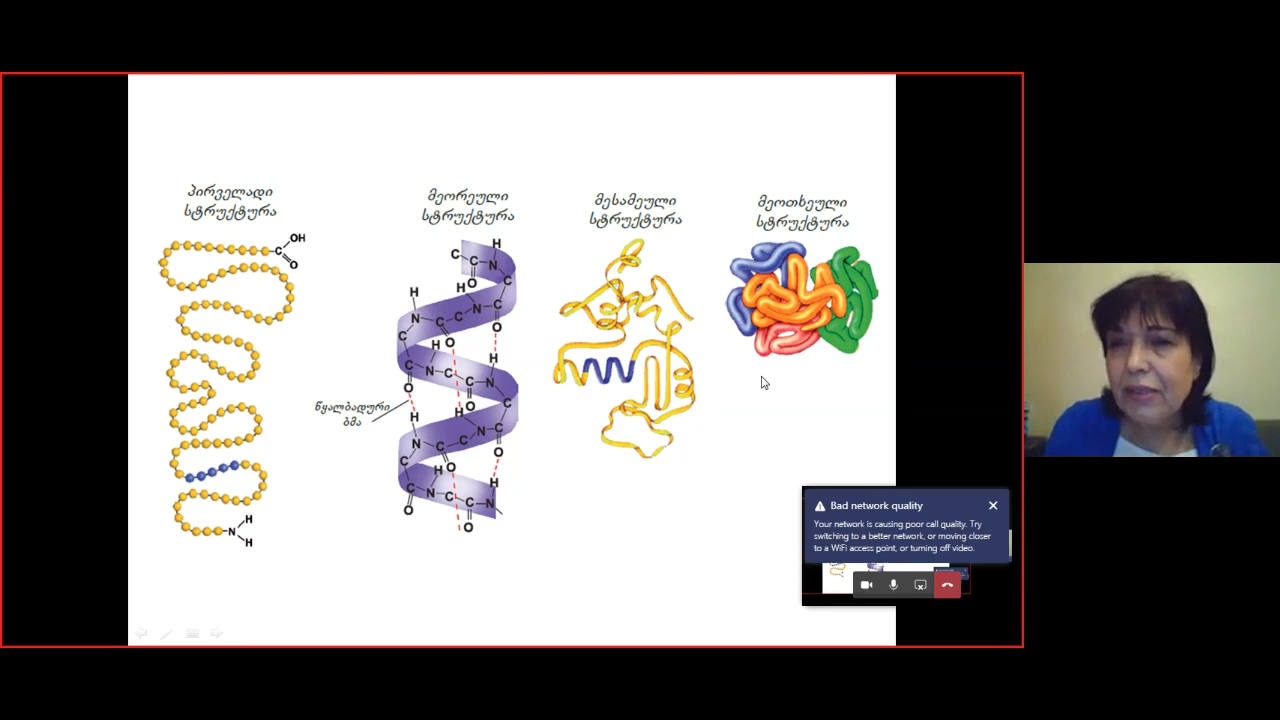 პირველადი
სტრუქტურა
მეორეული
სტრუქტურა
მესამეული
სტრუქტურა
მეოთხეული
სტრუქტურა
OH
C
O
N
H
H
წყალბადური
ბმა
C
C
N
H
O
C
H
N
C
C
H
N
C
O
O
C
H
N
C
H
N
C
O
O
H
H
N
C
C
H
N
C
O
O
C
H
N
C
C
H
N
O
O
Bad network quality
Your network is causing poor call quality. Try
switching to a better network, or moving closer
to a WiFi access point, or turning off video.